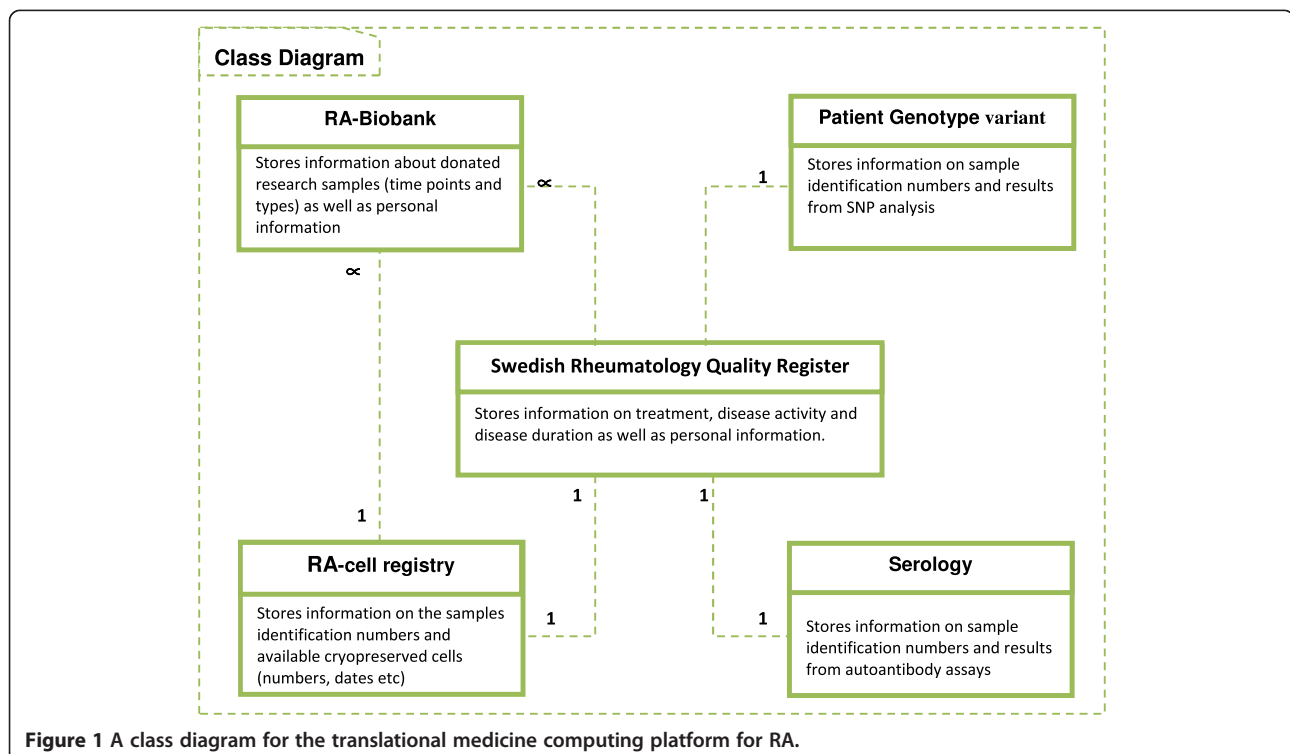 Class Diagram
RA-Biobank
Stores information about donated
research samples (time points and
types) as well as personal
information
∝
∝
Patient Genotype variant
Stores information on sample
identification numbers and results
from SNP analysis
1
Swedish Rheumatology Quality Register
Stores information on treatment, disease activity and
disease duration as well as personal information.
1
1
1
RA-cell registry
Stores information on the samples
identification numbers and
available cryopreserved cells
(numbers, dates etc)
1
1
Serology
Stores information on sample
identification numbers and results
from autoantibody assays
Figure 1 A class diagram for the translational medicine computing platform for RA.